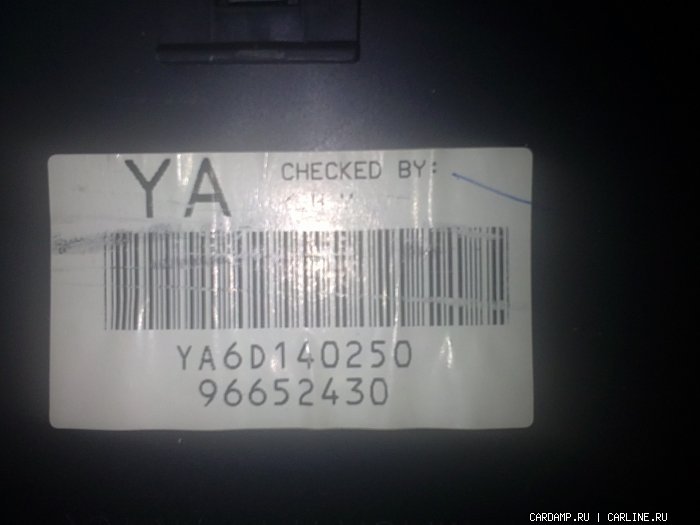 YA CHECKED BY:
YA6D140250
96652430
CARDAMP.RU | CARLINE.RU